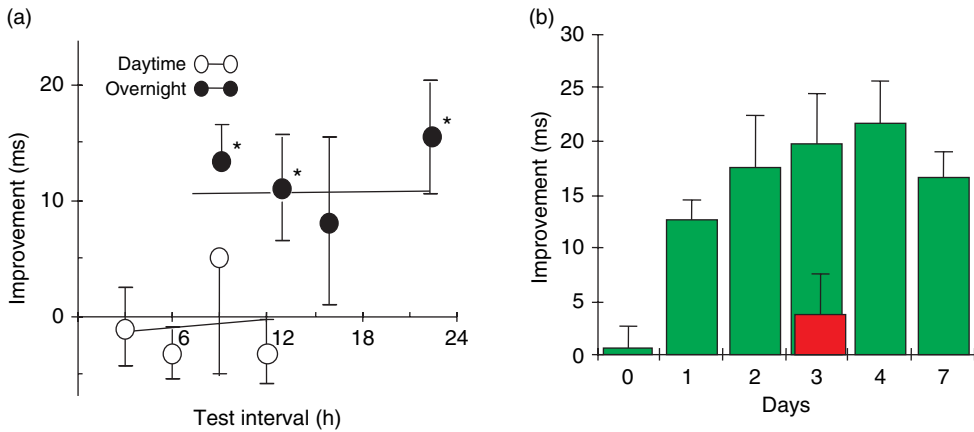 (a)
Daytime
Overnight
20
10
0
Improvement (ms)
*
*
*
6
12
18
24
Test interval (h)
(b)
30
25
20
15
10
5
0
Improvement (ms)
0 1 2 3 4 7
Days